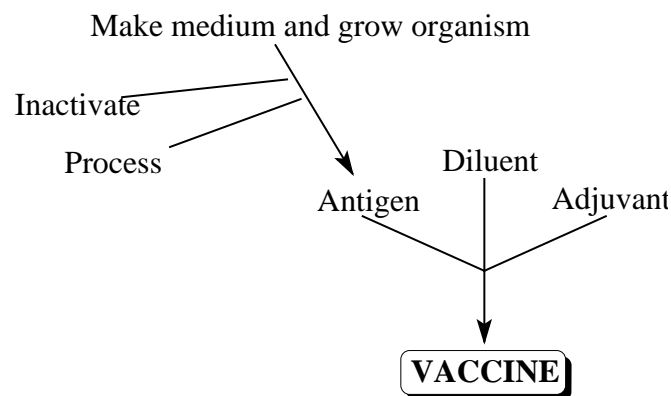 Make medium and grow organism
Inactivate
Process
Diluent
Antigen
Adjuvant
VACCINE